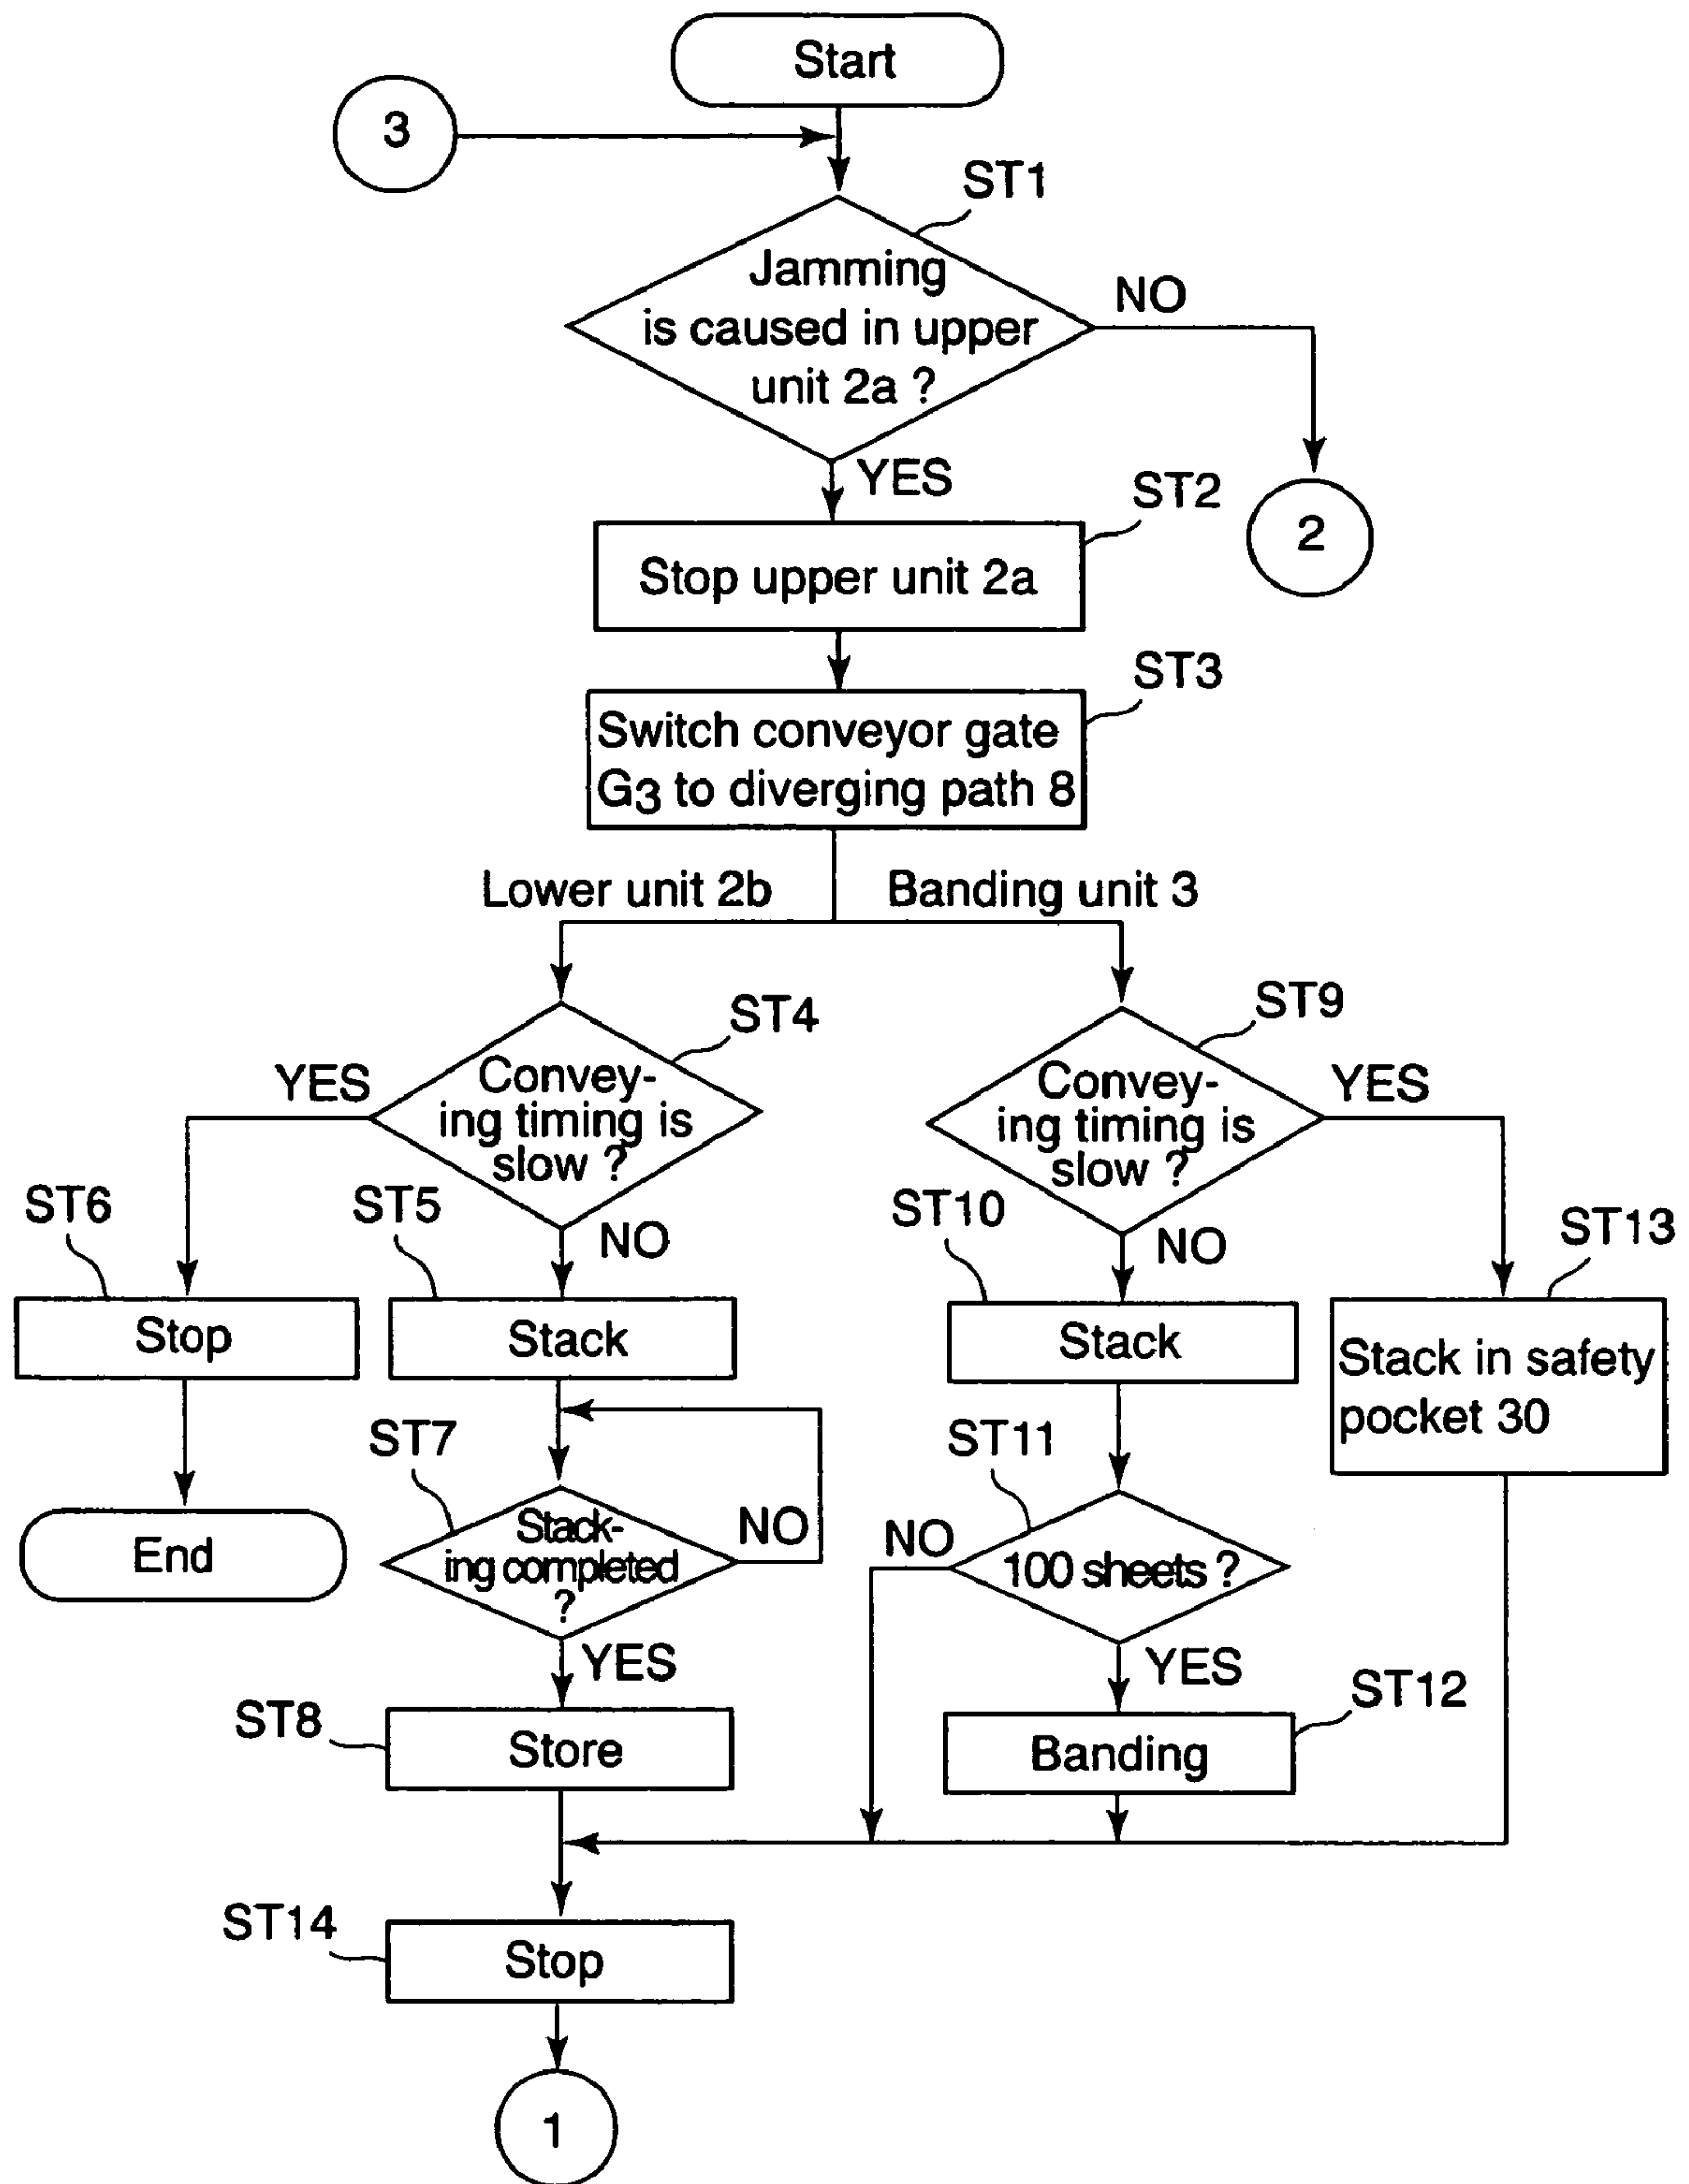 Start
3
ST1
Jamming
is caused in upper
unit 2a ?
NO
YES
ST2
2
Stop upper unit 2a
ST3
Switch conveyor gate
G3 to diverging path 8
Lower unit 2b
Banding unit 3
ST4
ST9
YES
Convey-
ing timing is
slow ?
Convey-
ing timing is
slow ?
YES
ST6
ST5
NO
ST10
NO
ST13
Stop
Stack
Stack
Stack in safety
pocket 30
ST7
ST11
End
Stack-
ing completed
?
NO
NO
100 sheets ?
YES
YES
ST12
ST8
Store
Banding
ST14
Stop
1